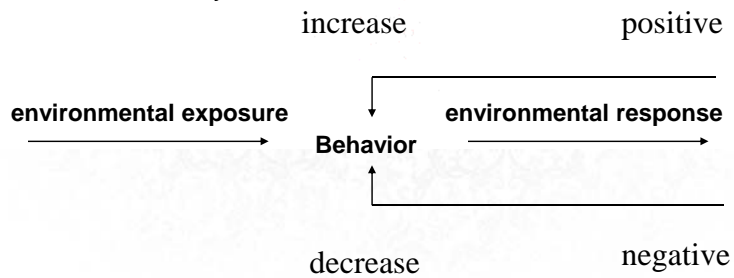 increase positive
environmental exposure environmental response
Behavior
decrease negative